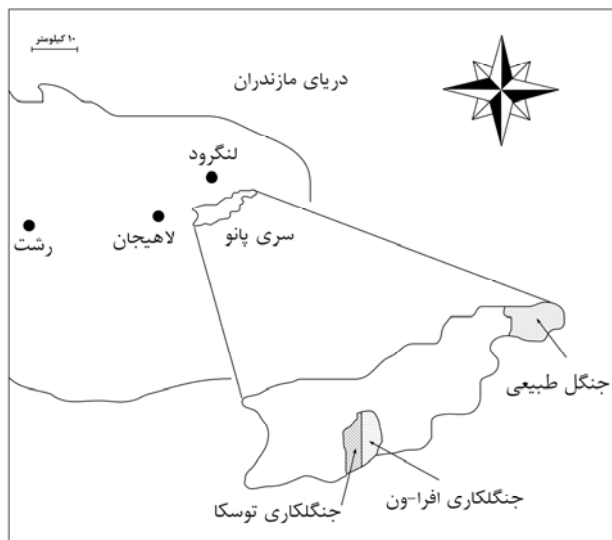 ۱۰ کیلومتر
دریای مازندران
لنگرود
لاهیجان
رشت
سری پانو
جنگل طبیعی
جنگلکاری افرا-ون
جنگلکاری توسکا